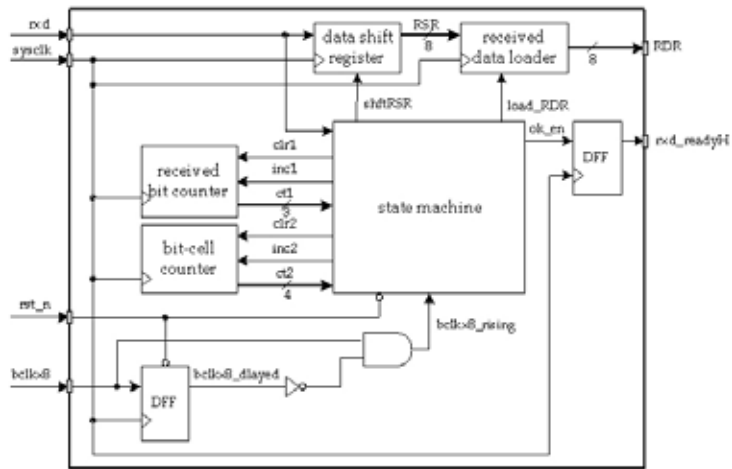 rxd
sysclk
data shift
register
RSR
8
received
data loader
8
RDR
shftRSR
load_RDR
ok_en
DFF
rxd_readyH
received
bit counter
clr1
inc1
ct1
3
state machine
bit-cell
counter
clr2
inc2
ct2
4
rst_n
bclkx8_rising
bclkx8
DFF
bclkx8_dlayed